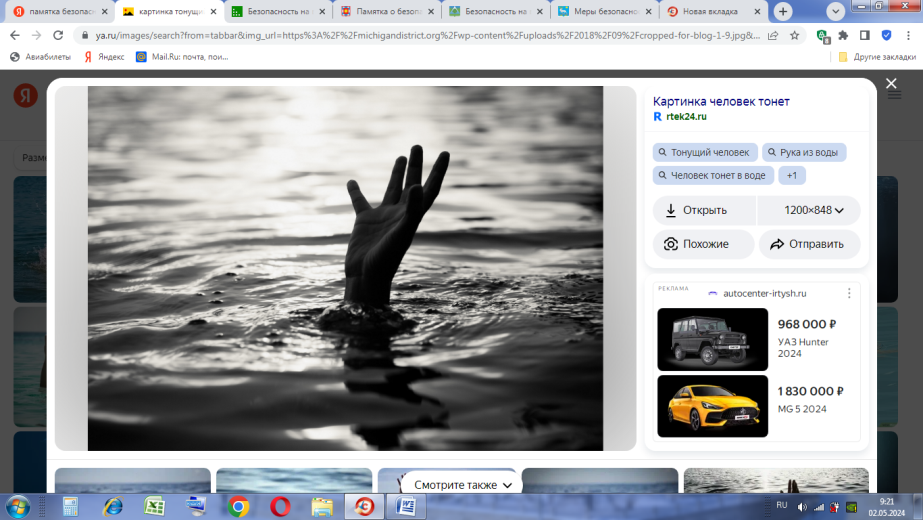 памятка безопасн
картинка тонущи
Безопасность на
Памятка о безопа
Безопасность на
Меры безопаснос
Новая вкладка
ya.ru/images/search?from=tabbar&img_url=https%3A%2F%2Fmichigandistrict.org%2Fwp-content%2Fuploads%2F2018%2F09%2Fcropped-for-blog-1-9.jpg&...
Авиабилеты
Яндекс
Mail.Ru: почта, пои...
Другие закладки
Я
Разме
Картинка человек тонет
rtek24.ru
Тонущий человек
Рука из воды
Человек тонет в воде
+1
Открыть
1200×848
Похожие
Отправить
РЕКЛАМА
autocenter-irtysh.ru
968 000 ₽
УАЗ Hunter
2024
1 830 000 ₽
MG 5 2024
Смотрите также
RU
9:21
02.05.2024